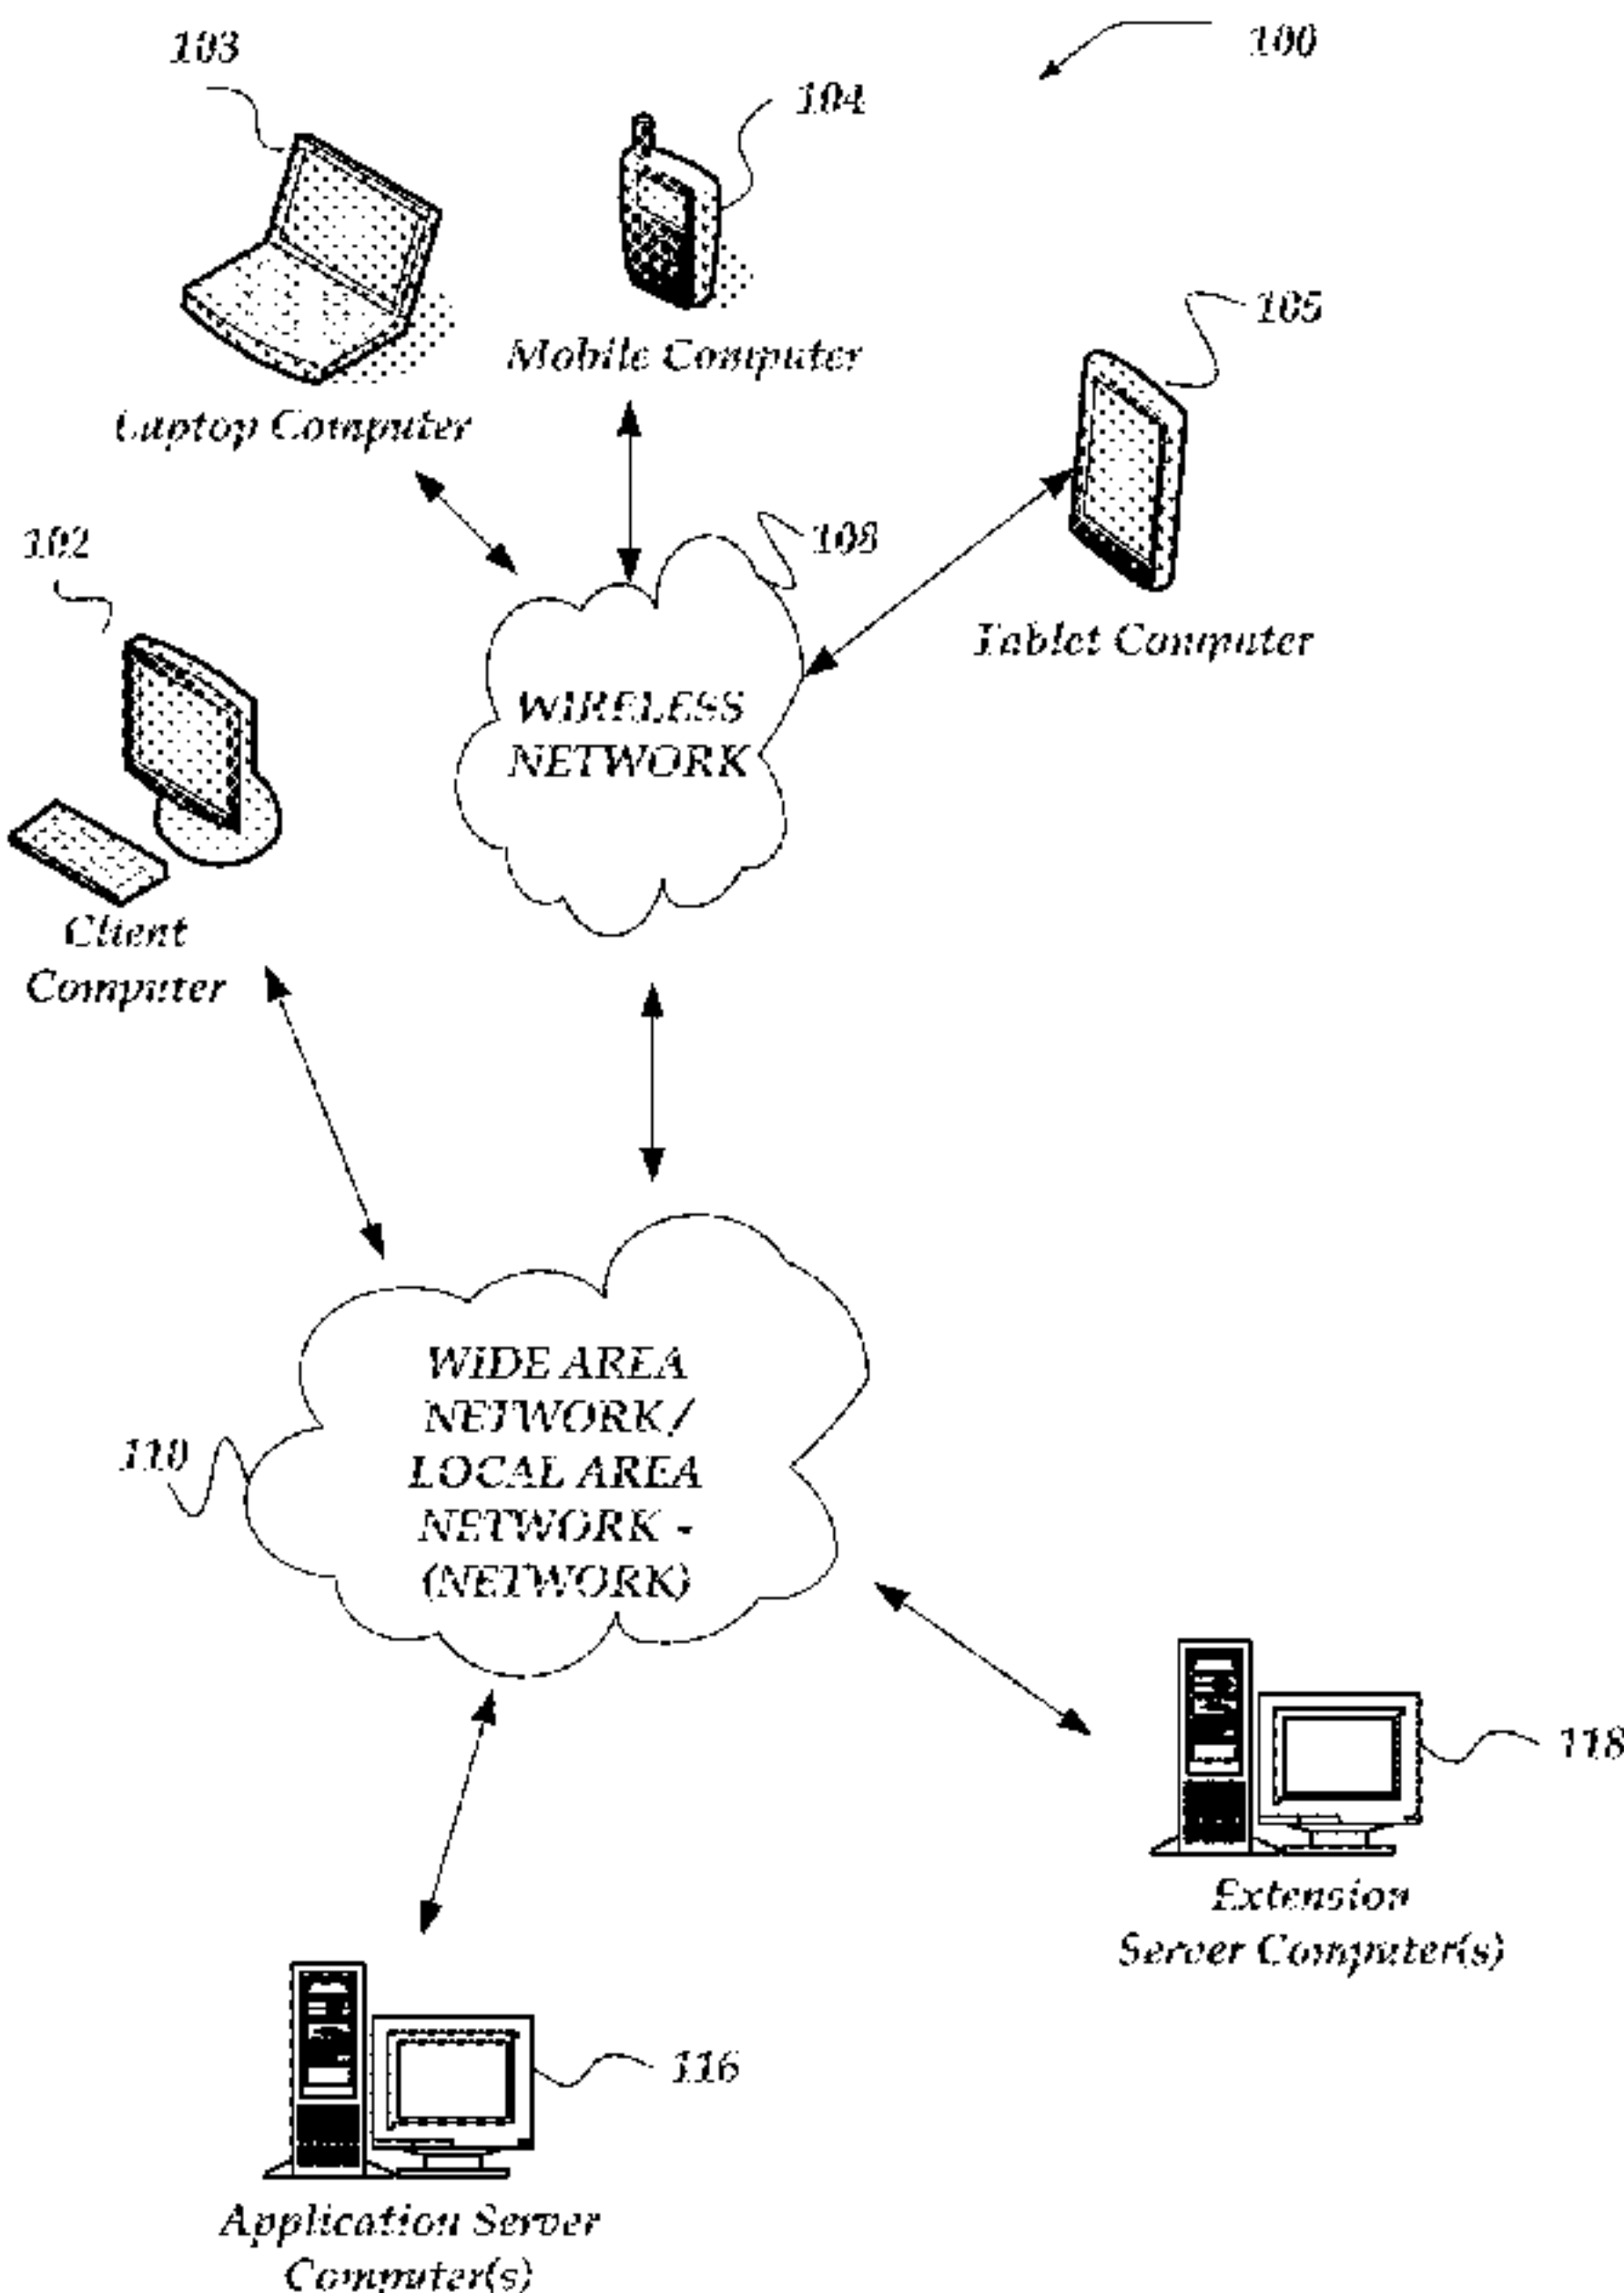 103
100
104
105
Mobile Computer
Laptop Computer
102
108
Tablet Computer
WIRELESS
NETWORK
Client
Computer
WIDE AREA
NETWORK /
LOCAL AREA
NETWORK -
(NETWORK)
110
118
Extension
Server Computer(s)
116
Application Server
Computer(s)